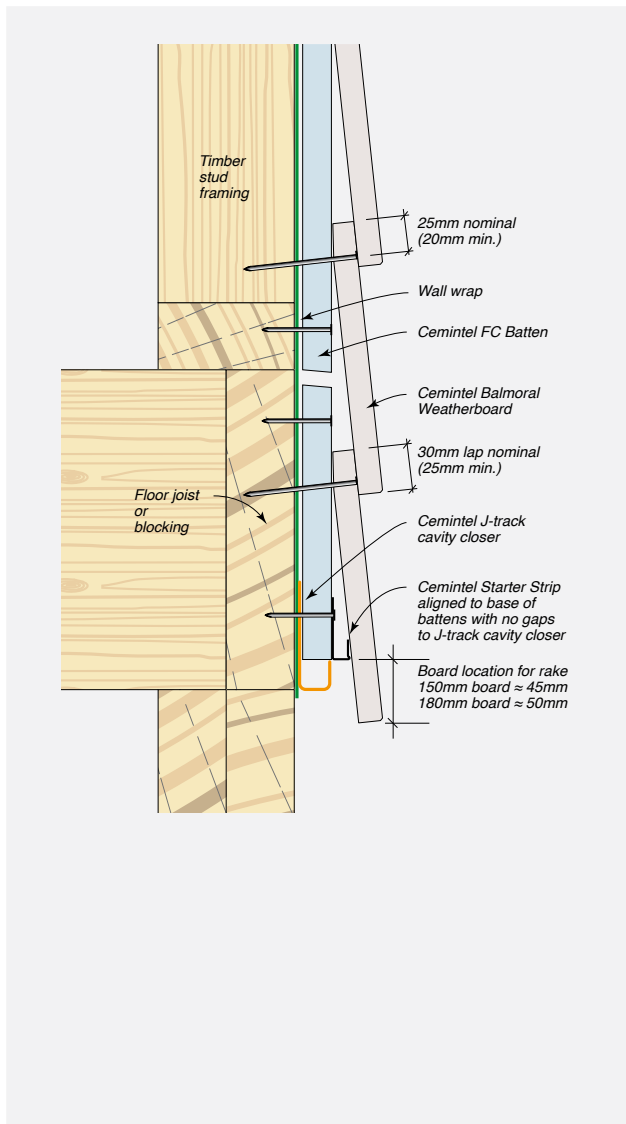 Timber
stud
framing
25mm nominal
(20mm min.)
Wall wrap
Cemintel FC Batten
Cemintel Balmoral
Weatherboard
30mm lap nominal
(25mm min.)
Floor joist
or
blocking
Cemintel J-track
cavity closer
Cemintel Starter Strip
aligned to base of
battens with no gaps
to J-track cavity closer
Board location for rake
150mm board ≈ 45mm
180mm board ≈ 50mm